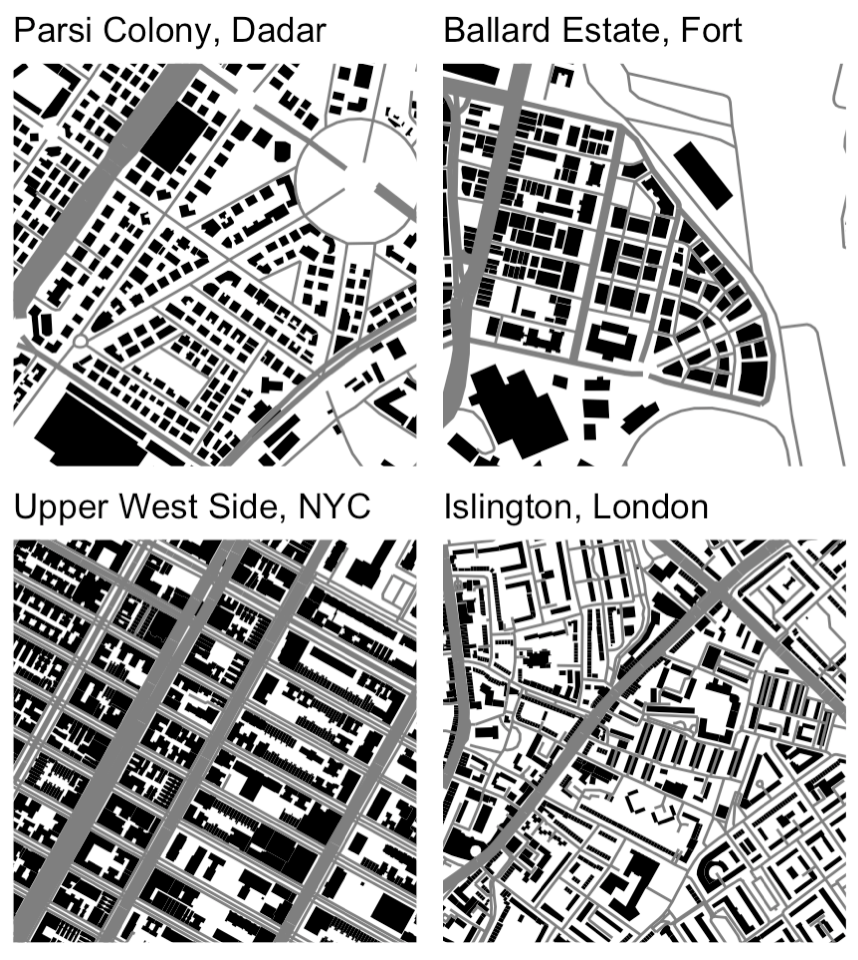 Parsi Colony, Dadar
Ballard Estate, Fort
Upper West Side, NYC
Islington, London